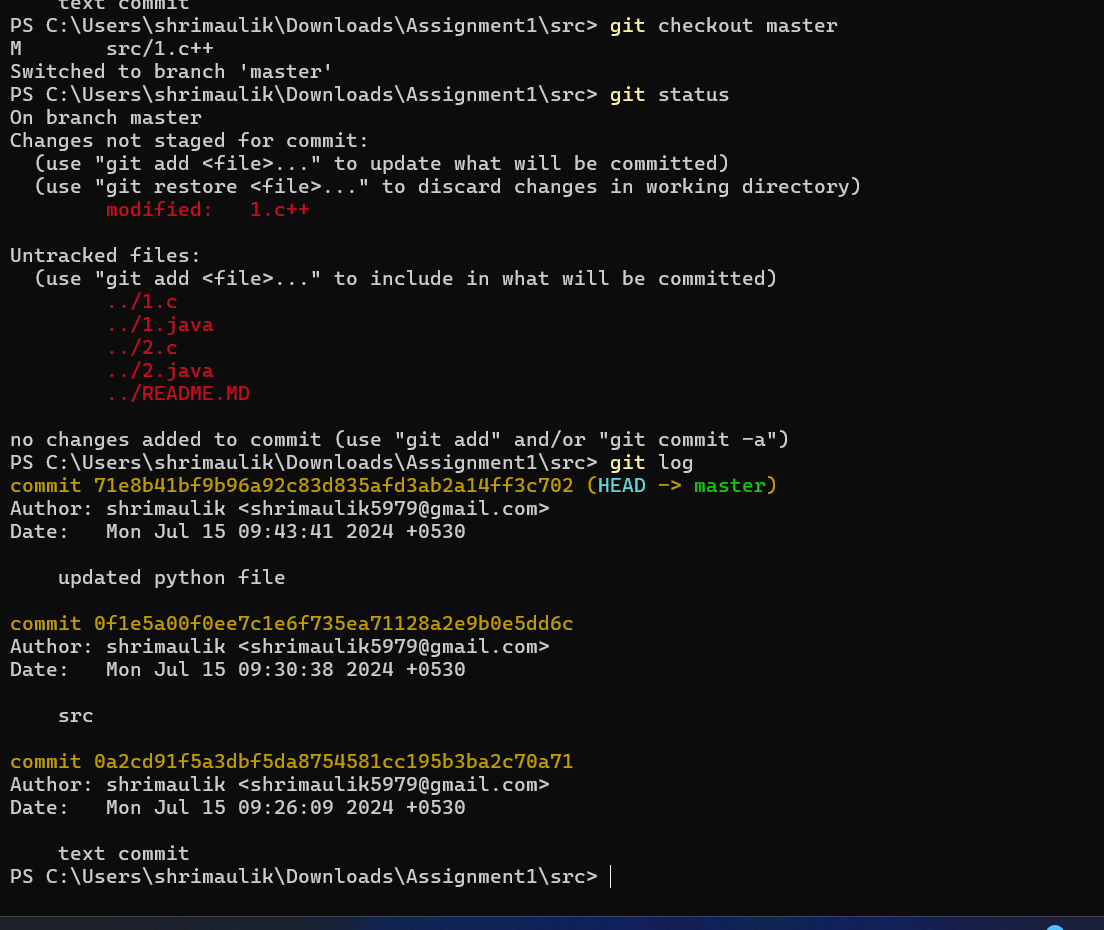 text commit
PS C:\Users\shrimaulik\Downloads\Assignment1\src> git checkout master
M       src/1.c++
Switched to branch 'master'
PS C:\Users\shrimaulik\Downloads\Assignment1\src> git status
On branch master
Changes not staged for commit:
  (use "git add <file>..." to update what will be committed)
  (use "git restore <file>..." to discard changes in working directory)
        modified:   1.c++
Untracked files:
  (use "git add <file>..." to include in what will be committed)
        ../1.c
        ../1.java
        ../2.c
        ../2.java
        ../README.MD
no changes added to commit (use "git add" and/or "git commit -a")
PS C:\Users\shrimaulik\Downloads\Assignment1\src> git log
commit 71e8b41bf9b96a92c83d835afd3ab2a14ff3c702 (HEAD -> master)
Author: shrimaulik <shrimaulik5979@gmail.com>
Date:   Mon Jul 15 09:43:41 2024 +0530
    updated python file
commit 0f1e5a00f0ee7c1e6f735ea71128a2e9b0e5dd6c
Author: shrimaulik <shrimaulik5979@gmail.com>
Date:   Mon Jul 15 09:30:38 2024 +0530
    src
commit 0a2cd91f5a3dbf5da8754581cc195b3ba2c70a71
Author: shrimaulik <shrimaulik5979@gmail.com>
Date:   Mon Jul 15 09:26:09 2024 +0530
    text commit
PS C:\Users\shrimaulik\Downloads\Assignment1\src>